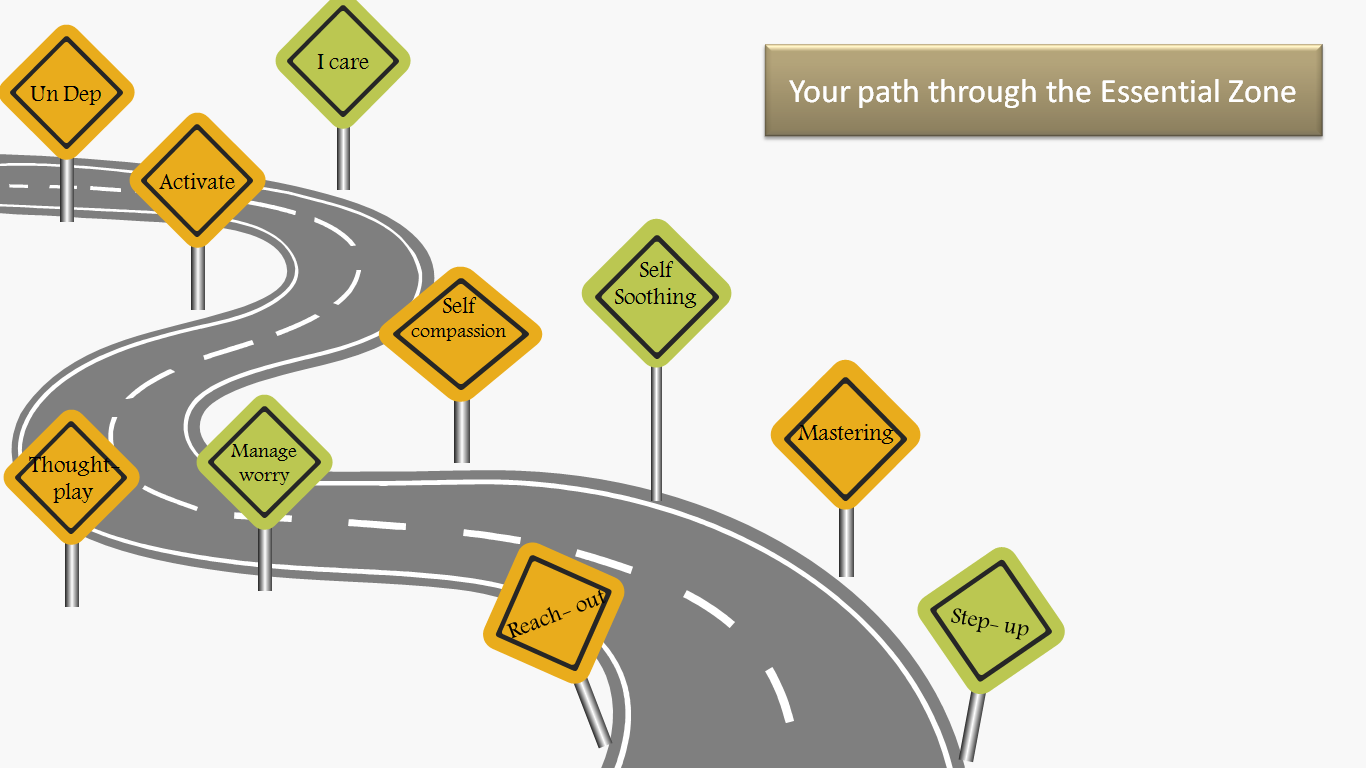 I care
Your path through the Essential Zone
Un Dep
Activate
Self
Soothing
Self
compassion
Mastering
Manage
worry
Thought-
play
Reach- out
Step- up